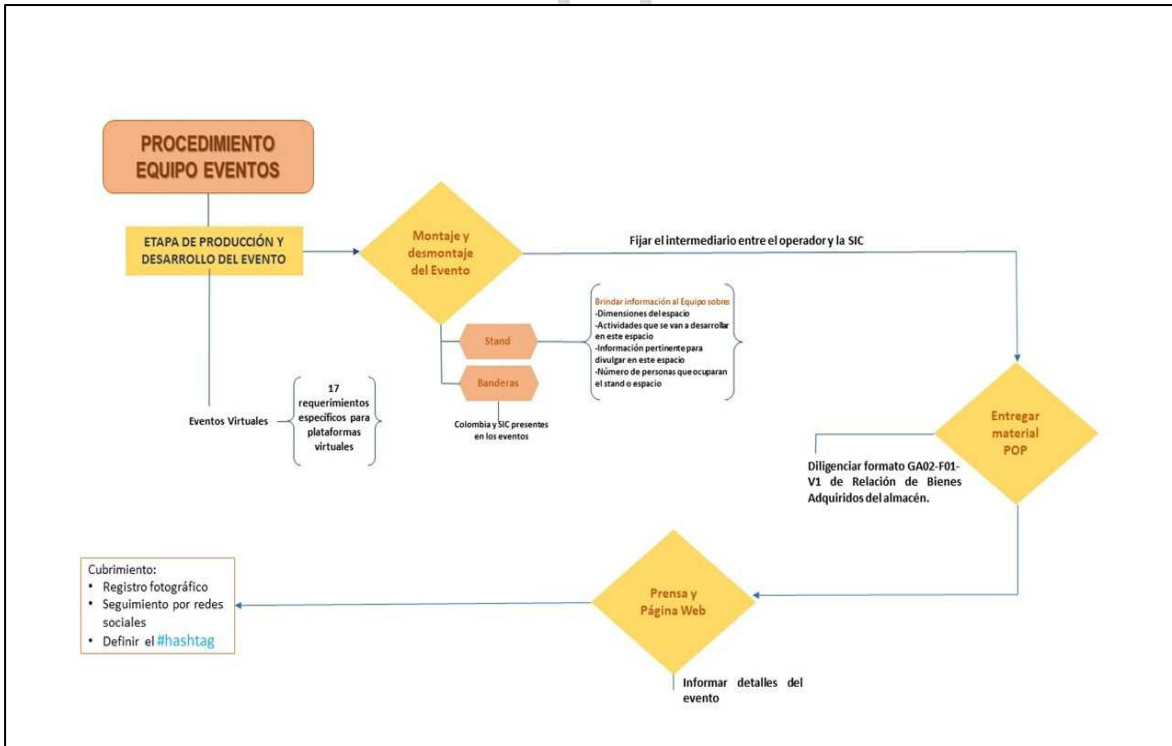 PROCEDIMIENTO
EQUIPO EVENTOS
ETAPA DE PRODUCCIÓN Y
DESARROLLO DEL EVENTO
Montaje y
desmontaje
del Evento
Fijar el intermediario entre el operador y la SIC
Stand
Brindar información al Equipo sobre:
-Dimensiones del espacio
-Actividades que se van a desarrollar
en este espacio
-Información pertinente para
divulgar en este espacio
-Número de personas que ocuparan
el stand o espacio
Banderas
Colombia y SIC presentes
en los eventos
Eventos Virtuales
17
requerimientos
específicos para
plataformas
virtuales
Entregar
material
POP
Diligenciar formato GA02-F01-
V1 de Relación de Bienes
Adquiridos del almacén.
Prensa y
Página Web
Informar detalles del
evento
Cubrimiento:
• Registro fotográfico
• Seguimiento por redes
sociales
• Definir el #hashtag